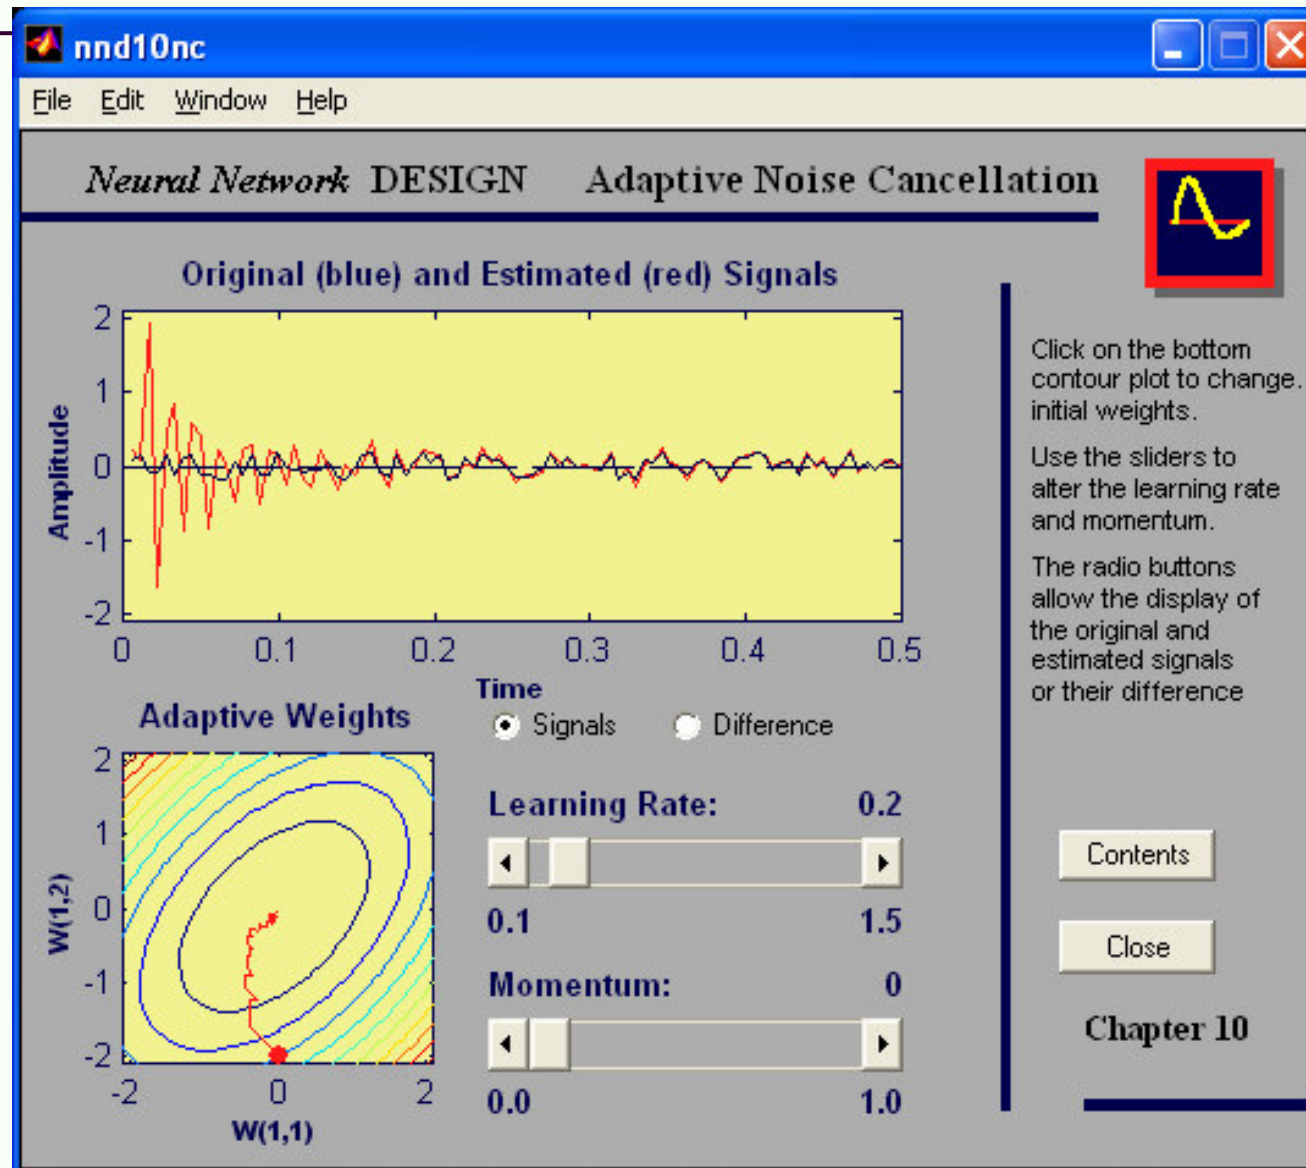 nnd10nc
File Edit Window Help
Neural Network DESIGN Adaptive Noise Cancellation
Original (blue) and Estimated (red) Signals
2
1
0
-1
-2
Amplitude
0 0.1 0.2 0.3 0.4 0.5
Time
Signals Difference
Adaptive Weights
2
1
0
-1
-2
W(1,2)
-2 0 2
W(1,1)
Learning Rate: 0.2
0.1 1.5
Momentum: 0
0.0 1.0
Click on the bottom
contour plot to change.
initial weights.
Use the sliders to
alter the learning rate
and momentum.
The radio buttons
allow the display of
the original and
estimated signals
or their difference
Contents
Close
Chapter 10